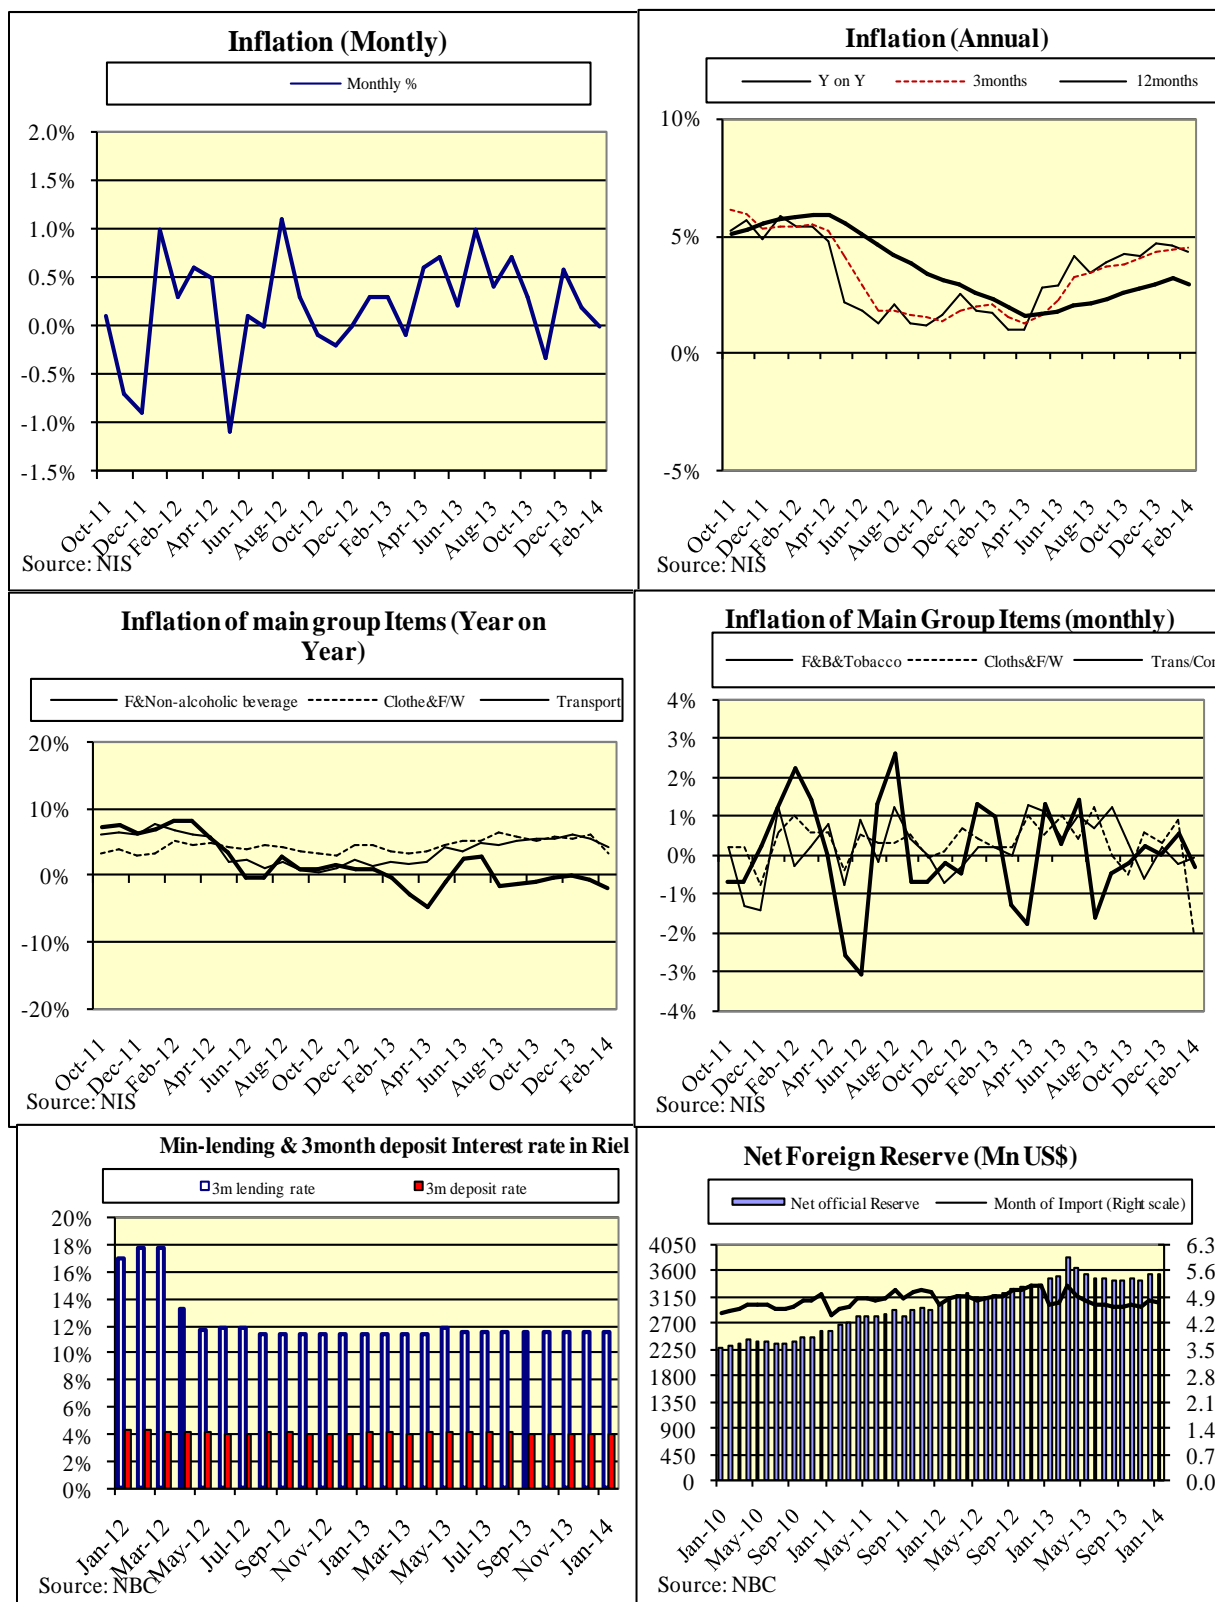 Inflation (Montly)
Monthly %
2.0%
1.5%
1.0%
0.5%
0.0%
-0.5%
-1.0%
-1.5%
Oct-11
Dec-11
Feb-12
Apr-12
Jun-12
Aug-12
Oct-12
Dec-12
Feb-13
Apr-13
Jun-13
Aug-13
Oct-13
Dec-13
Feb-14
Source: NIS
Inflation (Annual)
Y on Y 3months 12months
10%
5%
0%
-5%
Oct-11
Dec-11
Feb-12
Apr-12
Jun-12
Aug-12
Oct-12
Dec-12
Feb-13
Apr-13
Jun-13
Aug-13
Oct-13
Dec-13
Feb-14
Source: NIS
Inflation of main group Items (Year on
Year)
F&Non-alcoholic beverage Clothe&F/W Transport
20%
10%
0%
-10%
-20%
Oct-11
Dec-11
Feb-12
Apr-12
Jun-12
Aug-12
Oct-12
Dec-12
Feb-13
Apr-13
Jun-13
Aug-13
Oct-13
Dec-13
Feb-14
Source: NIS
Inflation of Main Group Items (monthly)
F&B&Tobacco Cloths&F/W Trans/Co
4%
3%
2%
1%
0%
-1%
-2%
-3%
-4%
Oct-11
Dec-11
Feb-12
Apr-12
Jun-12
Aug-12
Oct-12
Dec-12
Feb-13
Apr-13
Jun-13
Aug-13
Oct-13
Dec-13
Feb-14
Source: NIS
Min-lending & 3month deposit Interest rate in Riel
3m lending rate 3m deposit rate
20%
18%
16%
14%
12%
10%
8%
6%
4%
2%
0%
Jan-12
Mar-12
May-12
Jul-12
Sep-12
Nov-12
Jan-13
Mar-13
May-13
Jul-13
Sep-13
Nov-13
Jan-14
Source: NBC
Net Foreign Reserve (Mn US$)
Net official Reserve Month of Import (Right scale)
4050 6.3
3600 5.6
3150 4.9
2700 4.2
2250 3.5
1800 2.8
1350 2.1
900 1.4
450 0.7
0 0.0
Jan-10
May-10
Sep-10
Jan-11
May-11
Sep-11
Jan-12
May-12
Sep-12
Jan-13
May-13
Sep-13
Jan-14
Source: NBC